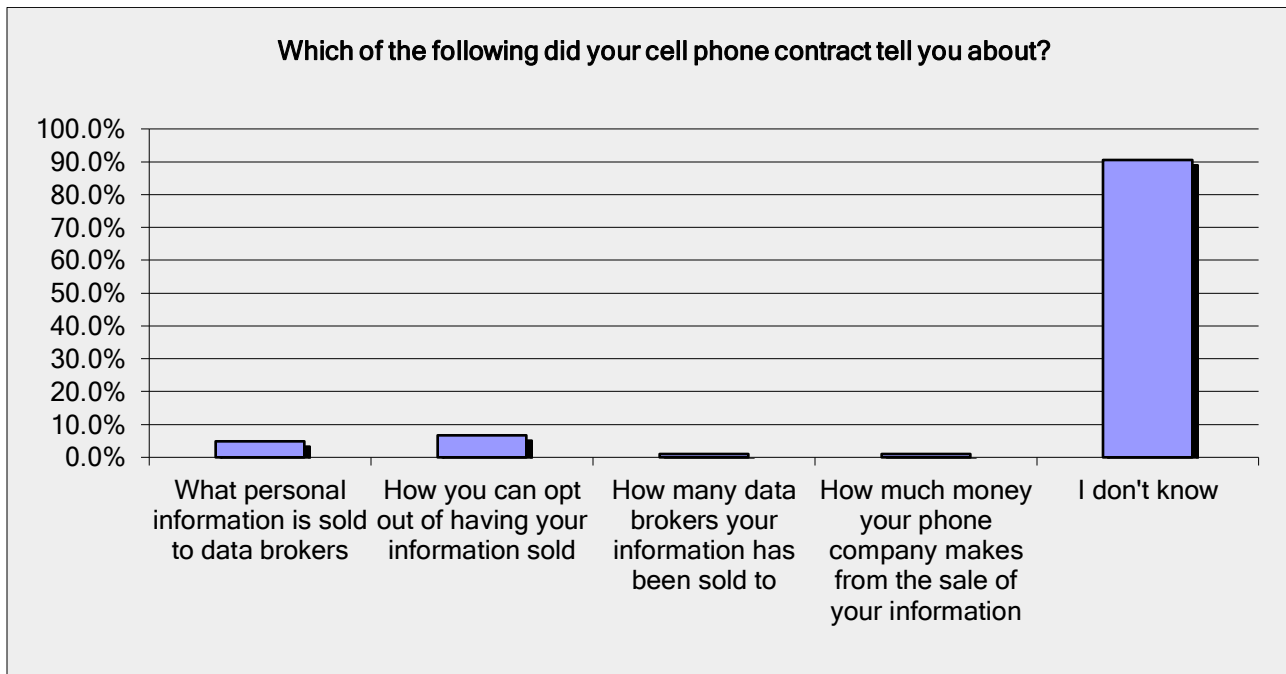 Which of the following did your cell phone contract tell you about?
100.0%
90.0%
80.0%
70.0%
60.0%
50.0%
40.0%
30.0%
20.0%
10.0%
0.0%
What personal
information is sold
to data brokers
How you can opt
out of having your
information sold
How many data
brokers your
information has
been sold to
How much money
your phone
company makes
from the sale of
your information
I don't know